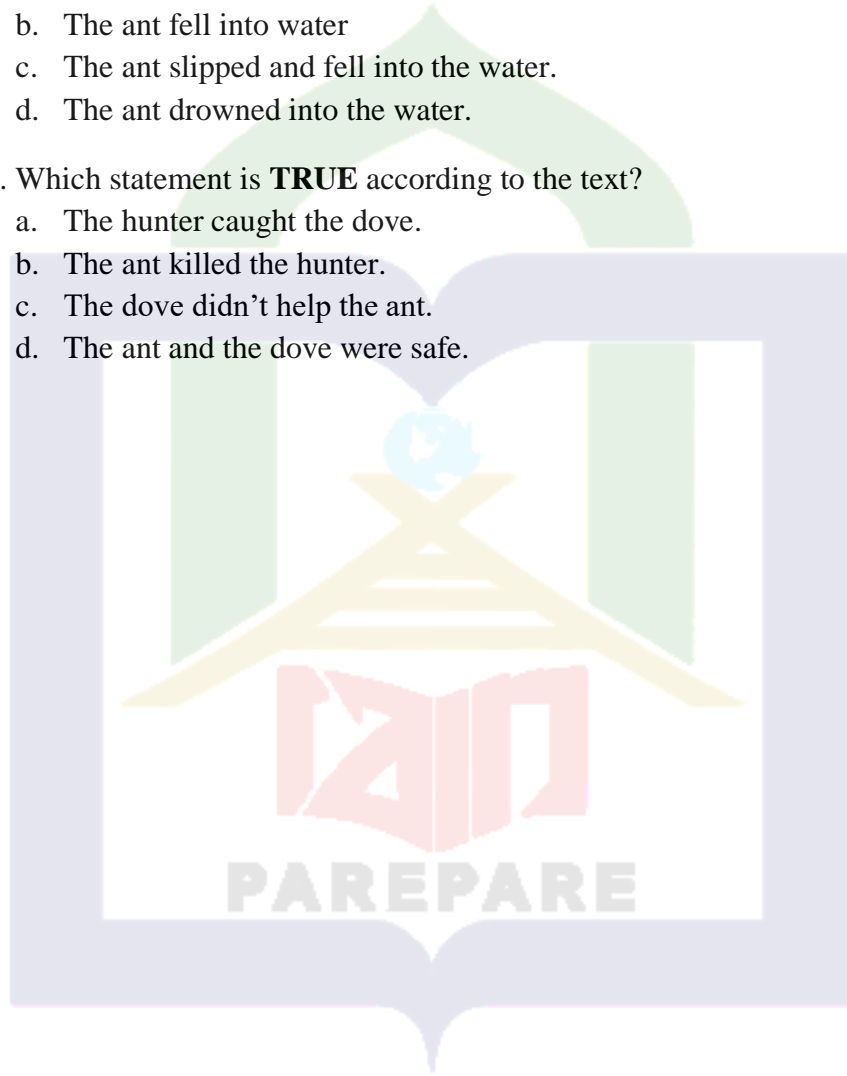 b. The ant fell into water
c. The ant slipped and fell into the water.
d. The ant drowned into the water.
. Which statement is TRUE according to the text?
a. The hunter caught the dove.
b. The ant killed the hunter.
c. The dove didn’t help the ant.
d. The ant and the dove were safe.
iain
PAREPARE